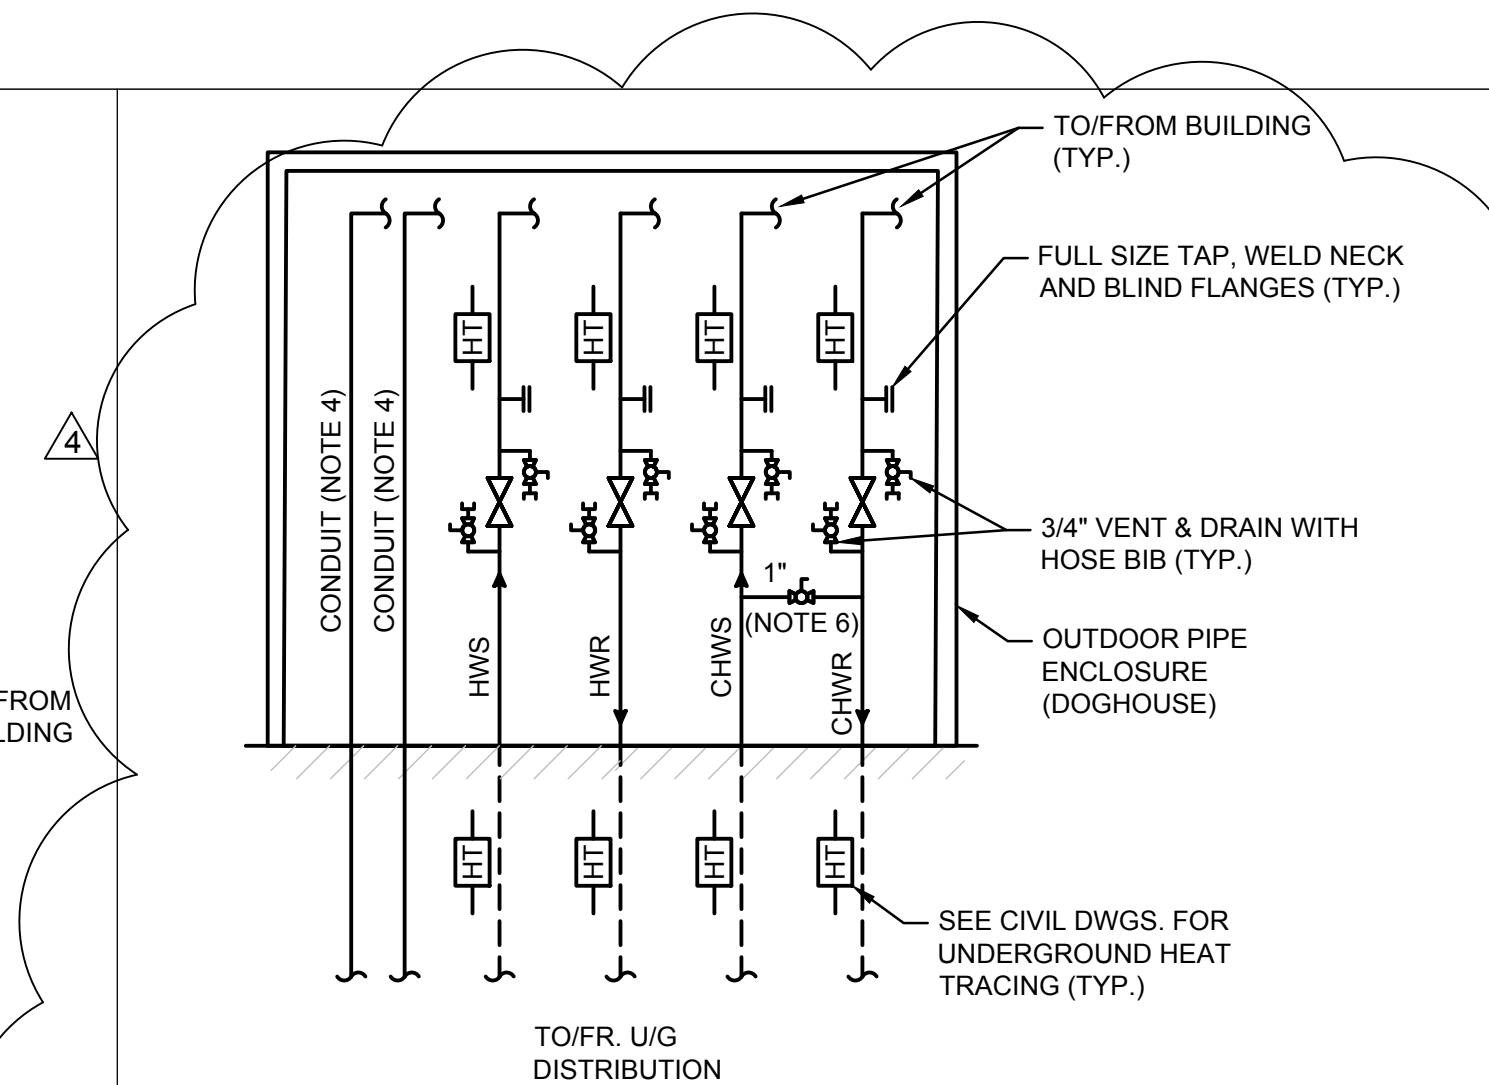 TO/FROM BUILDING
(TYP.)
FULL SIZE TAP, WELD NECK
AND BLIND FLANGES (TYP.)
HT
HT
HT
HT
4
CONDUIT (NOTE 4)
CONDUIT (NOTE 4)
3/4" VENT & DRAIN WITH
HOSE BIB (TYP.)
1"
(NOTE 6)
HWS
HWR
CHWS
CHWR
OUTDOOR PIPE
ENCLOSURE
(DOGHOUSE)
FROM
LDING
HT
HT
HT
HT
SEE CIVIL DWGS. FOR
UNDERGROUND HEAT
TRACING (TYP.)
TO/FR. U/G
DISTRIBUTION